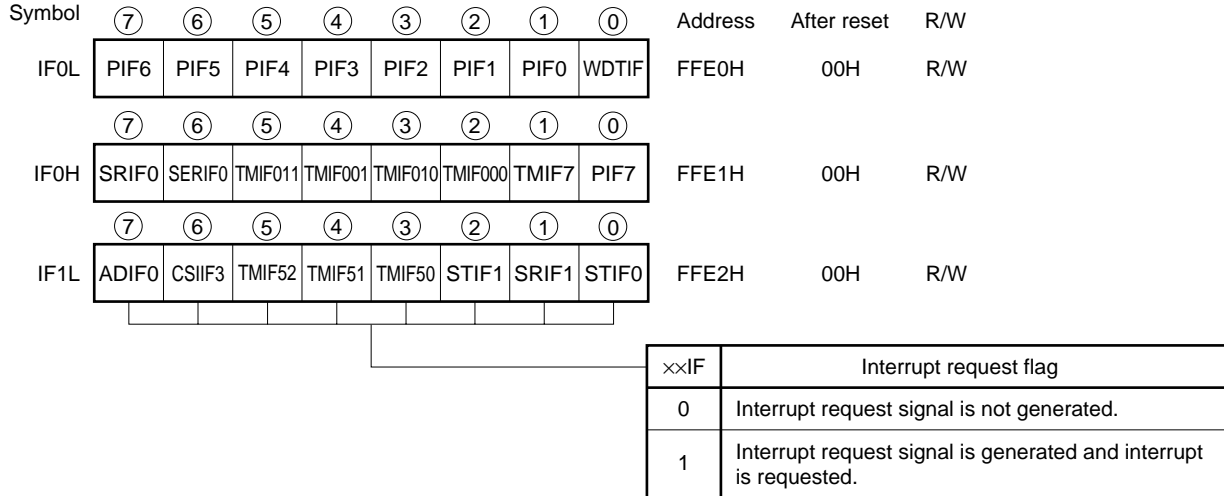 Symbol ⑦ ⑥ ⑤ ④ ③ ② ① ⓪ Address After reset R/W
IF0L PIF6 PIF5 PIF4 PIF3 PIF2 PIF1 PIF0 WDTIF FFE0H 00H R/W
⑦ ⑥ ⑤ ④ ③ ② ① ⓪
IF0H SRIF0 SERIF0 TMIF011 TMIF001 TMIF010 TMIF000 TMIF7 PIF7 FFE1H 00H R/W
⑦ ⑥ ⑤ ④ ③ ② ① ⓪
IF1L ADIF0 CSIIF3 TMIF52 TMIF51 TMIF50 STIF1 SRIF1 STIF0 FFE2H 00H R/W
××IF Interrupt request flag
0 Interrupt request signal is not generated.
1 Interrupt request signal is generated and interrupt
is requested.